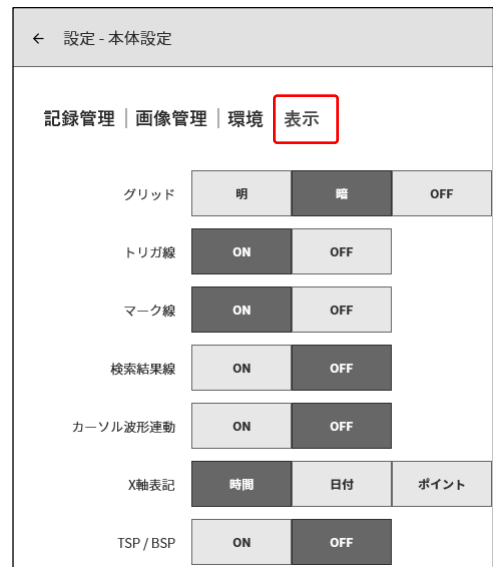 ← 設定 - 本体設定
記録管理 | 画像管理 | 環境 表示
グリッド 明 暗 OFF
トリガ線 ON OFF
マーク線 ON OFF
検索結果線 ON OFF
カーソル波形連動 ON OFF
X軸表記 時間 日付 ポイント
TSP / BSP ON OFF